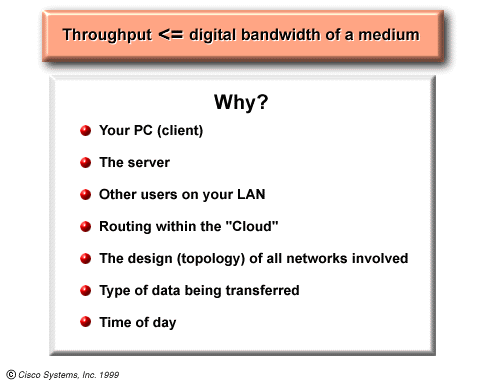 Throughput <= digital bandwidth of a medium
Why?
Your PC (client)
The server
Other users on your LAN
Routing within the "Cloud"
The design (topology) of all networks involved
Type of data being transferred
Time of day
© Cisco Systems, Inc. 1999